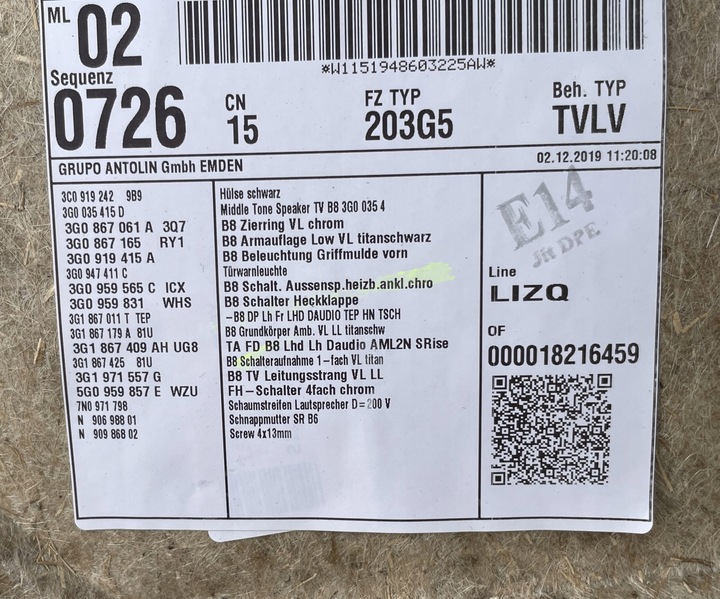 ML 02
*W1151948603225AW*
Sequenz
0726
CN
15
FZ TYP
203G5
Beh. TYP
TVLV
GRUPO ANTOLIN Gmbh EMDEN
02.12.2019 11:20:08
3C0 919 242 9B9 Hülse schwarz
3G0 035 415 D Middle Tone Speaker TV B8 3G0 035 4
3G0 867 061 A 3Q7 B8 Zierring VL chrom
3G0 867 165 RY1 B8 Armauflage Low VL titanschwarz
3G0 919 415 A B8 Beleuchtung Griffmulde vorn
3G0 947 411 C Türwarnleuchte
3G0 959 565 C ICX B8 Schalt. Aussensp.heizb.ankl.chro
3G0 959 831 WHS B8 Schalter Heckklappe
3G1 867 011 T TEP -B8 DP Lh Fr LHD DAUDIO TEP HN TSCH
3G1 867 179 A 81U B8 Grundkörper Amb. VL LL titanschw
3G1 867 409 AH UG8 TA FD B8 Lhd Lh Daudio AML2N SRise
3G1 867 425 81U B8 Schalteraufnahme 1-fach VL titan
3G1 971 557 G B8 TV Leitungsstrang VL LL
5G0 959 857 E WZU FH-Schalter 4fach chrom
7N0 971 798 Schaumstreifen Lautsprecher D=200 V
N 906 988 01 Schnappmutter SR B6
N 909 868 02 Screw 4x13mm
E14
Jit DPE
Line
LIZQ
OF
000018216459